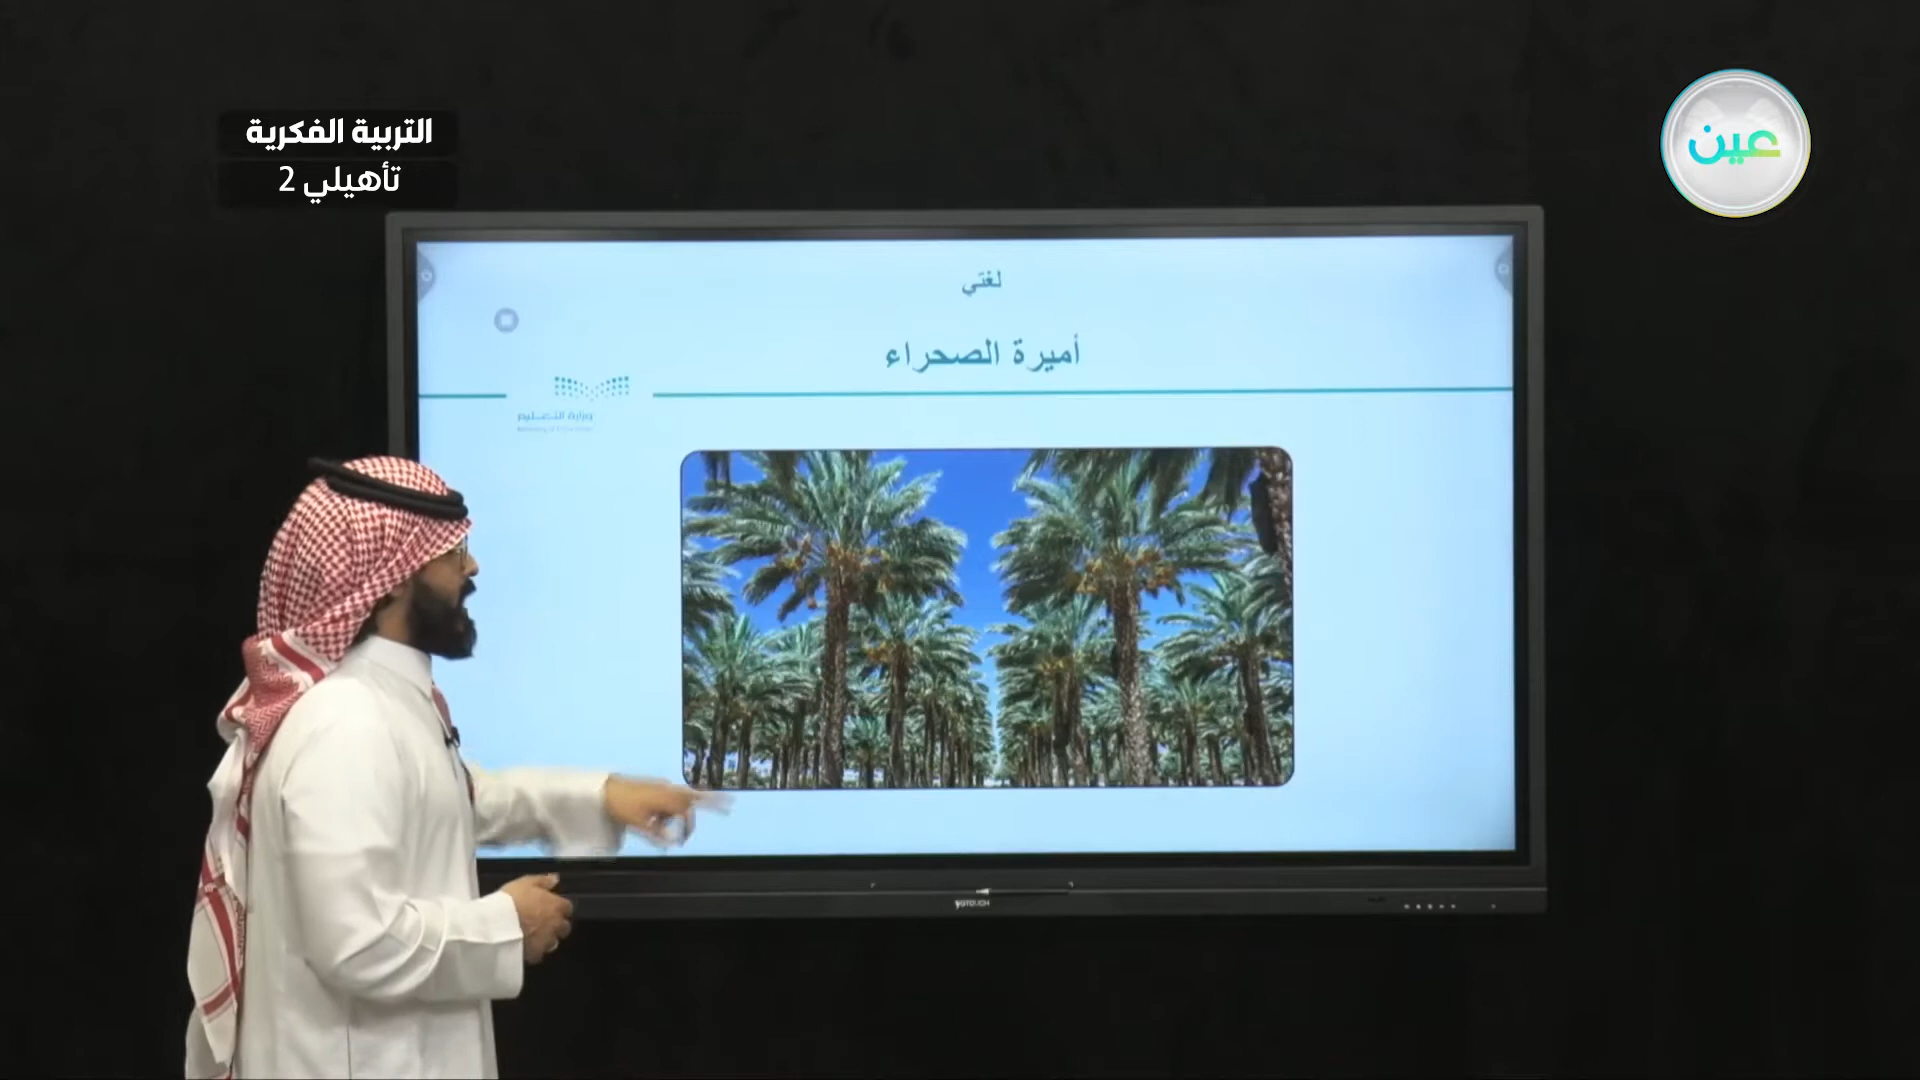 التربية الفكرية
تأهيلي 2
عين
لغتي
أميرة الصحراء
وزارة التعليم